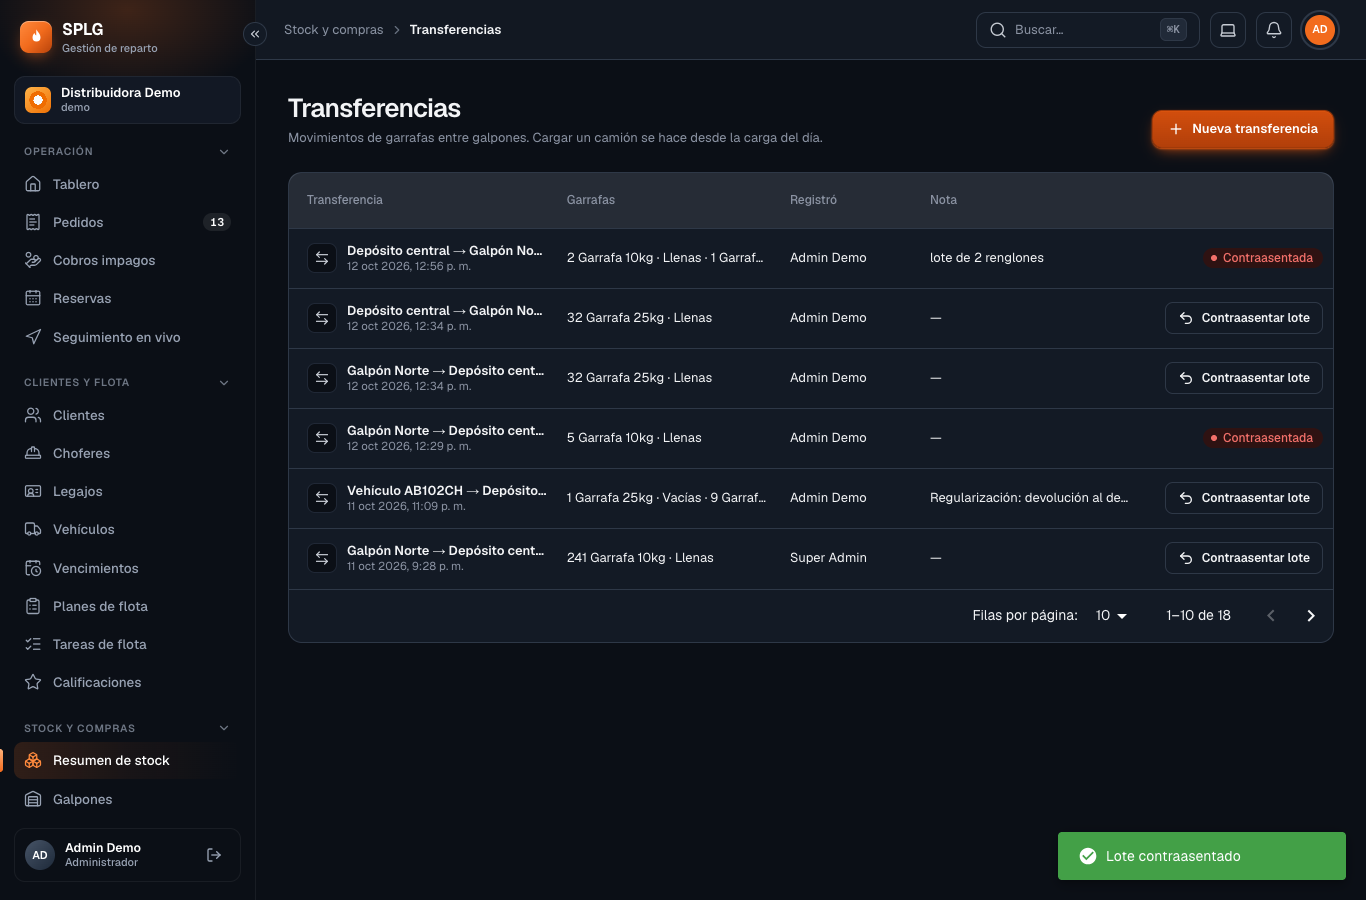 SPLG
Gestión de reparto
Distribuidora Demo
demo
OPERACIÓN
Tablero
Pedidos 13
Cobros impagos
Reservas
Seguimiento en vivo
CLIENTES Y FLOTA
Clientes
Choferes
Legajos
Vehículos
Vencimientos
Planes de flota
Tareas de flota
Calificaciones
STOCK Y COMPRAS
Resumen de stock
Galpones
AD
Admin Demo
Administrador
Stock y compras > Transferencias
Buscar... ⌘K
AD
Transferencias
Movimientos de garrafas entre galpones. Cargar un camión se hace desde la carga del día.
+ Nueva transferencia
Transferencia Garrafas Registró Nota
Depósito central → Galpón No... 2 Garrafa 10kg · Llenas · 1 Garraf... Admin Demo lote de 2 renglones Contraasentada
12 oct 2026, 12:56 p. m.
Depósito central → Galpón No... 32 Garrafa 25kg · Llenas Admin Demo — Contraasentar lote
12 oct 2026, 12:34 p. m.
Galpón Norte → Depósito cent... 32 Garrafa 25kg · Llenas Admin Demo — Contraasentar lote
12 oct 2026, 12:34 p. m.
Galpón Norte → Depósito cent... 5 Garrafa 10kg · Llenas Admin Demo — Contraasentada
12 oct 2026, 12:29 p. m.
Vehículo AB102CH → Depósito... 1 Garrafa 25kg · Vacías · 9 Garraf... Admin Demo Regularización: devolución al de... Contraasentar lote
11 oct 2026, 11:09 p. m.
Galpón Norte → Depósito cent... 241 Garrafa 10kg · Llenas Super Admin — Contraasentar lote
11 oct 2026, 9:28 p. m.
Filas por página: 10 1–10 de 18
Lote contraasentado